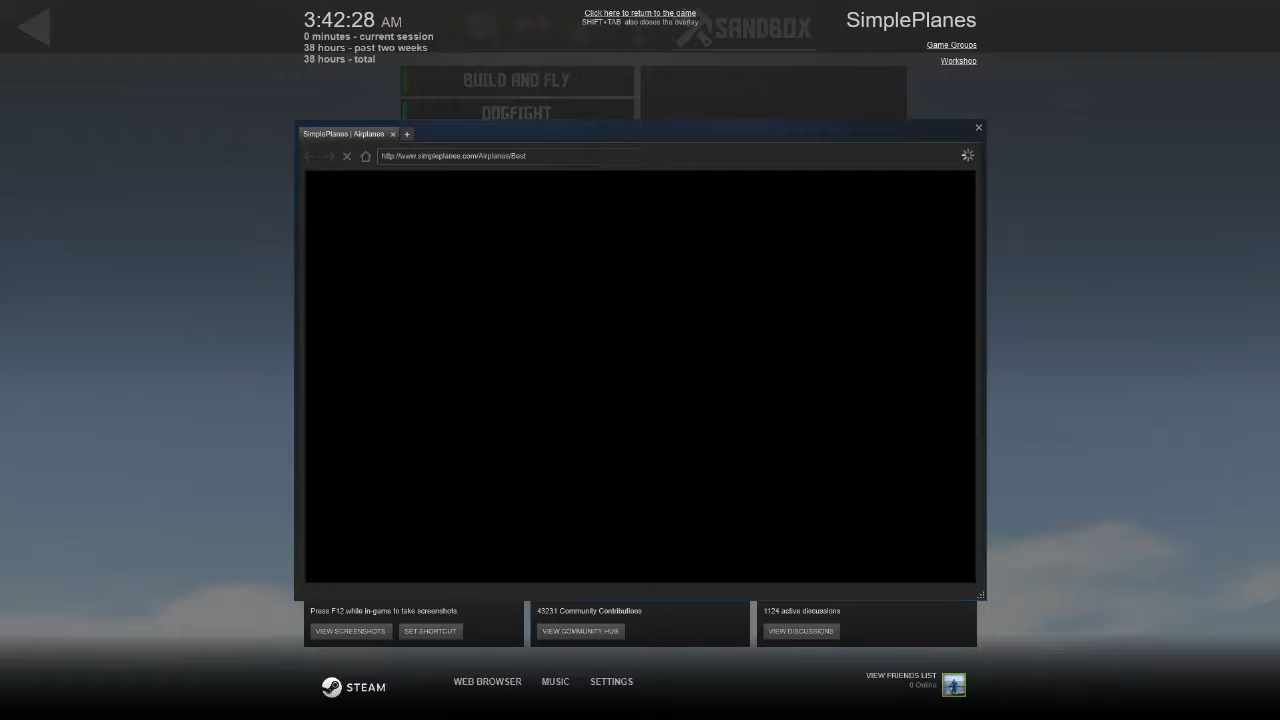 3:42:28 AM
0 minutes - current session
38 hours - past two weeks
38 hours - total
Click here to return to the game
SHIFT+TAB also closes the overlay
SimplePlanes
Game Groups
Workshop
SANDBOX
BUILD AND FLY
DOGFIGHT
SimplePlanes | Airplanes
http://www.simpleplanes.com/Airplanes/Best
Press F12 while in-game to take screenshots
VIEW SCREENSHOTS
SET SHORTCUT
43231 Community Contributions
VIEW COMMUNITY HUB
1124 active discussions
VIEW DISCUSSIONS
STEAM
WEB BROWSER
MUSIC
SETTINGS
VIEW FRIENDS LIST
0 Online